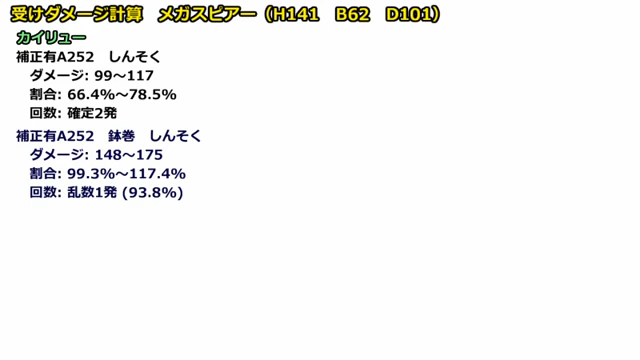 受けダメージ計算　メガスピアー（H141　B62　D101）
カイリュー
補正有A252　しんそく
ダメージ: 99～117
割合: 66.4%～78.5%
回数: 確定2発
補正有A252　鉢巻　しんそく
ダメージ: 148～175
割合: 99.3%～117.4%
回数: 乱数1発 (93.8%)